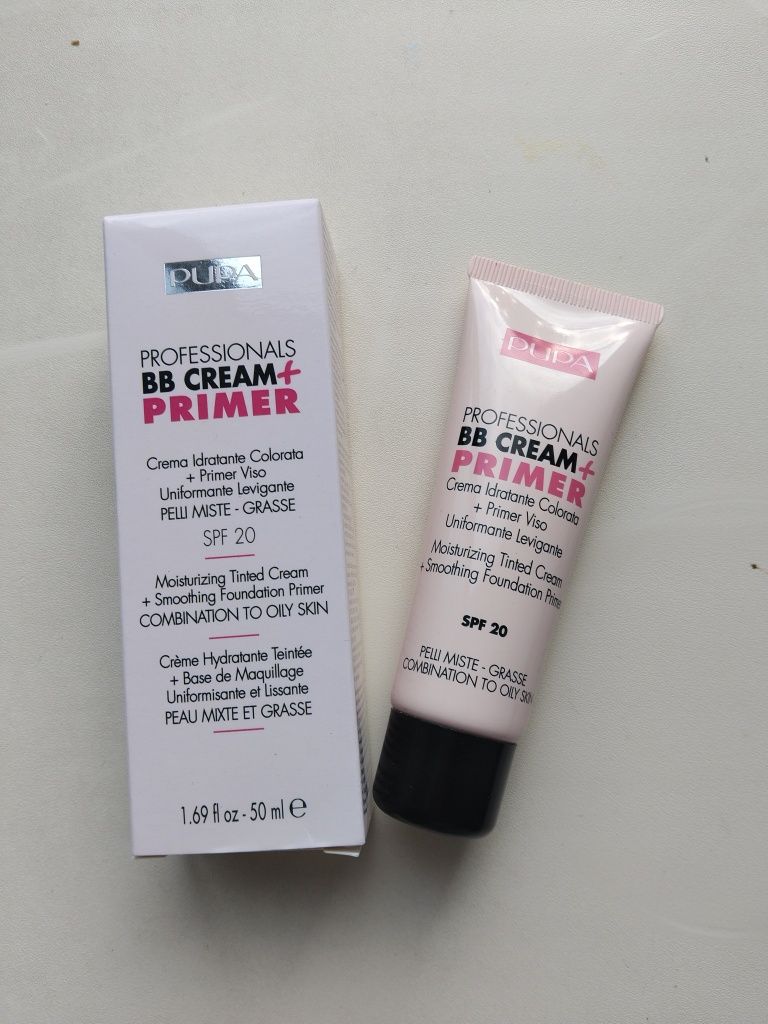 PUPA
PROFESSIONALS
BB CREAM+
PRIMER
Crema Idratante Colorata
+ Primer Viso
Uniformante Levigante
PELLI MISTE - GRASSE
SPF 20
Moisturizing Tinted Cream
+ Smoothing Foundation Primer
COMBINATION TO OILY SKIN
Crème Hydratante Teintée
+ Base de Maquillage
Uniformisante et Lissante
PEAU MIXTE ET GRASSE
1.69 fl oz - 50 ml ℮
PUPA
PROFESSIONALS
BB CREAM+
PRIMER
Crema Idratante Colorata
+ Primer Viso
Uniformante Levigante
Moisturizing Tinted Cream
+ Smoothing Foundation Primer
SPF 20
PELLI MISTE - GRASSE
COMBINATION TO OILY SKIN